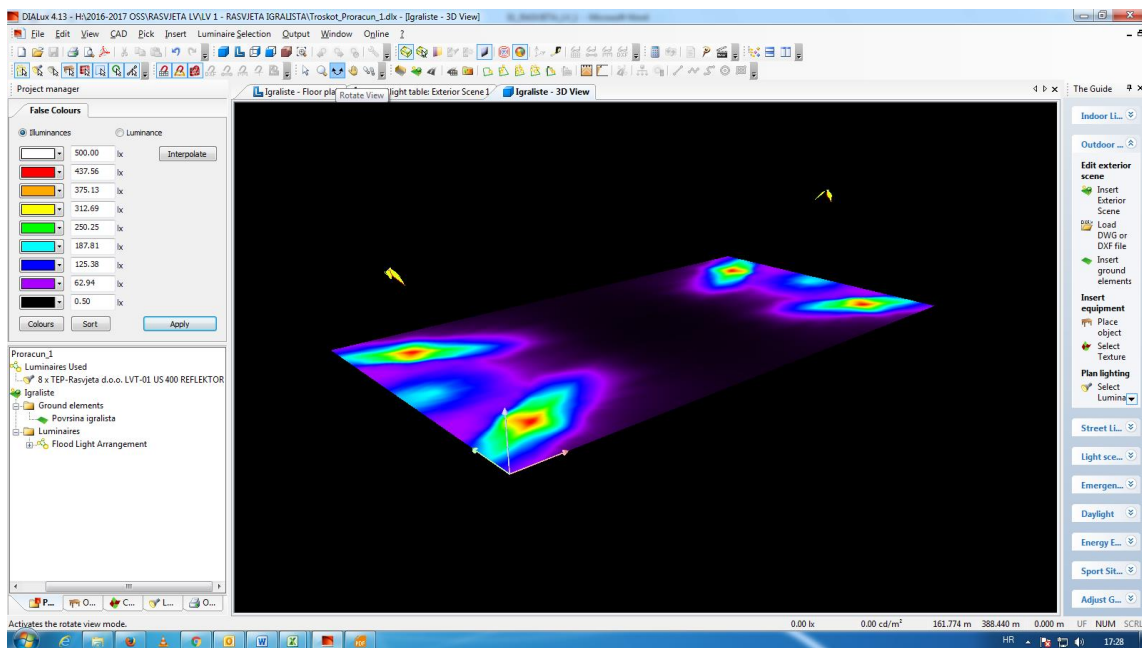 DIALux 4.13 - H:\2016-2017 OSS\RASVJETA LV\LV 1 - RASVJETA IGRALISTA\Troskot_Proracun_1.dlx - [Igraliste - 3D View]
File Edit View CAD Pick Insert Luminaire Selection Output Window Online ?
Project manager
Igraliste - Floor pla
light table: Exterior Scene 1
Igraliste - 3D View
Rotate View
The Guide
False Colours
Illuminances Luminance
500.00 lx Interpolate
437.56 lx
375.13 lx
312.69 lx
250.25 lx
187.81 lx
125.38 lx
62.94 lx
0.50 lx
Colours Sort Apply
Proracun_1
Luminaires Used
8 x TEP-Rasvjeta d.o.o. LVT-01 US 400 REFLEKTOR
Igraliste
Ground elements
Povrsina igralista
Luminaires
Flood Light Arrangement
P... O... C... L... O...
Indoor Li...
Outdoor ...
Edit exterior
scene
Insert
Exterior
Scene
Load
DWG or
DXF file
Insert
ground
elements
Insert
equipment
Place
object
Select
Texture
Plan lighting
Select
Lumina
Street Li...
Light sce...
Emergen...
Daylight
Energy E...
Sport Sit...
Adjust G...
Activates the rotate view mode.
0.00 lx 0.00 cd/m² 161.774 m 388.440 m 0.000 m UF NUM SCRL
HR 17:28